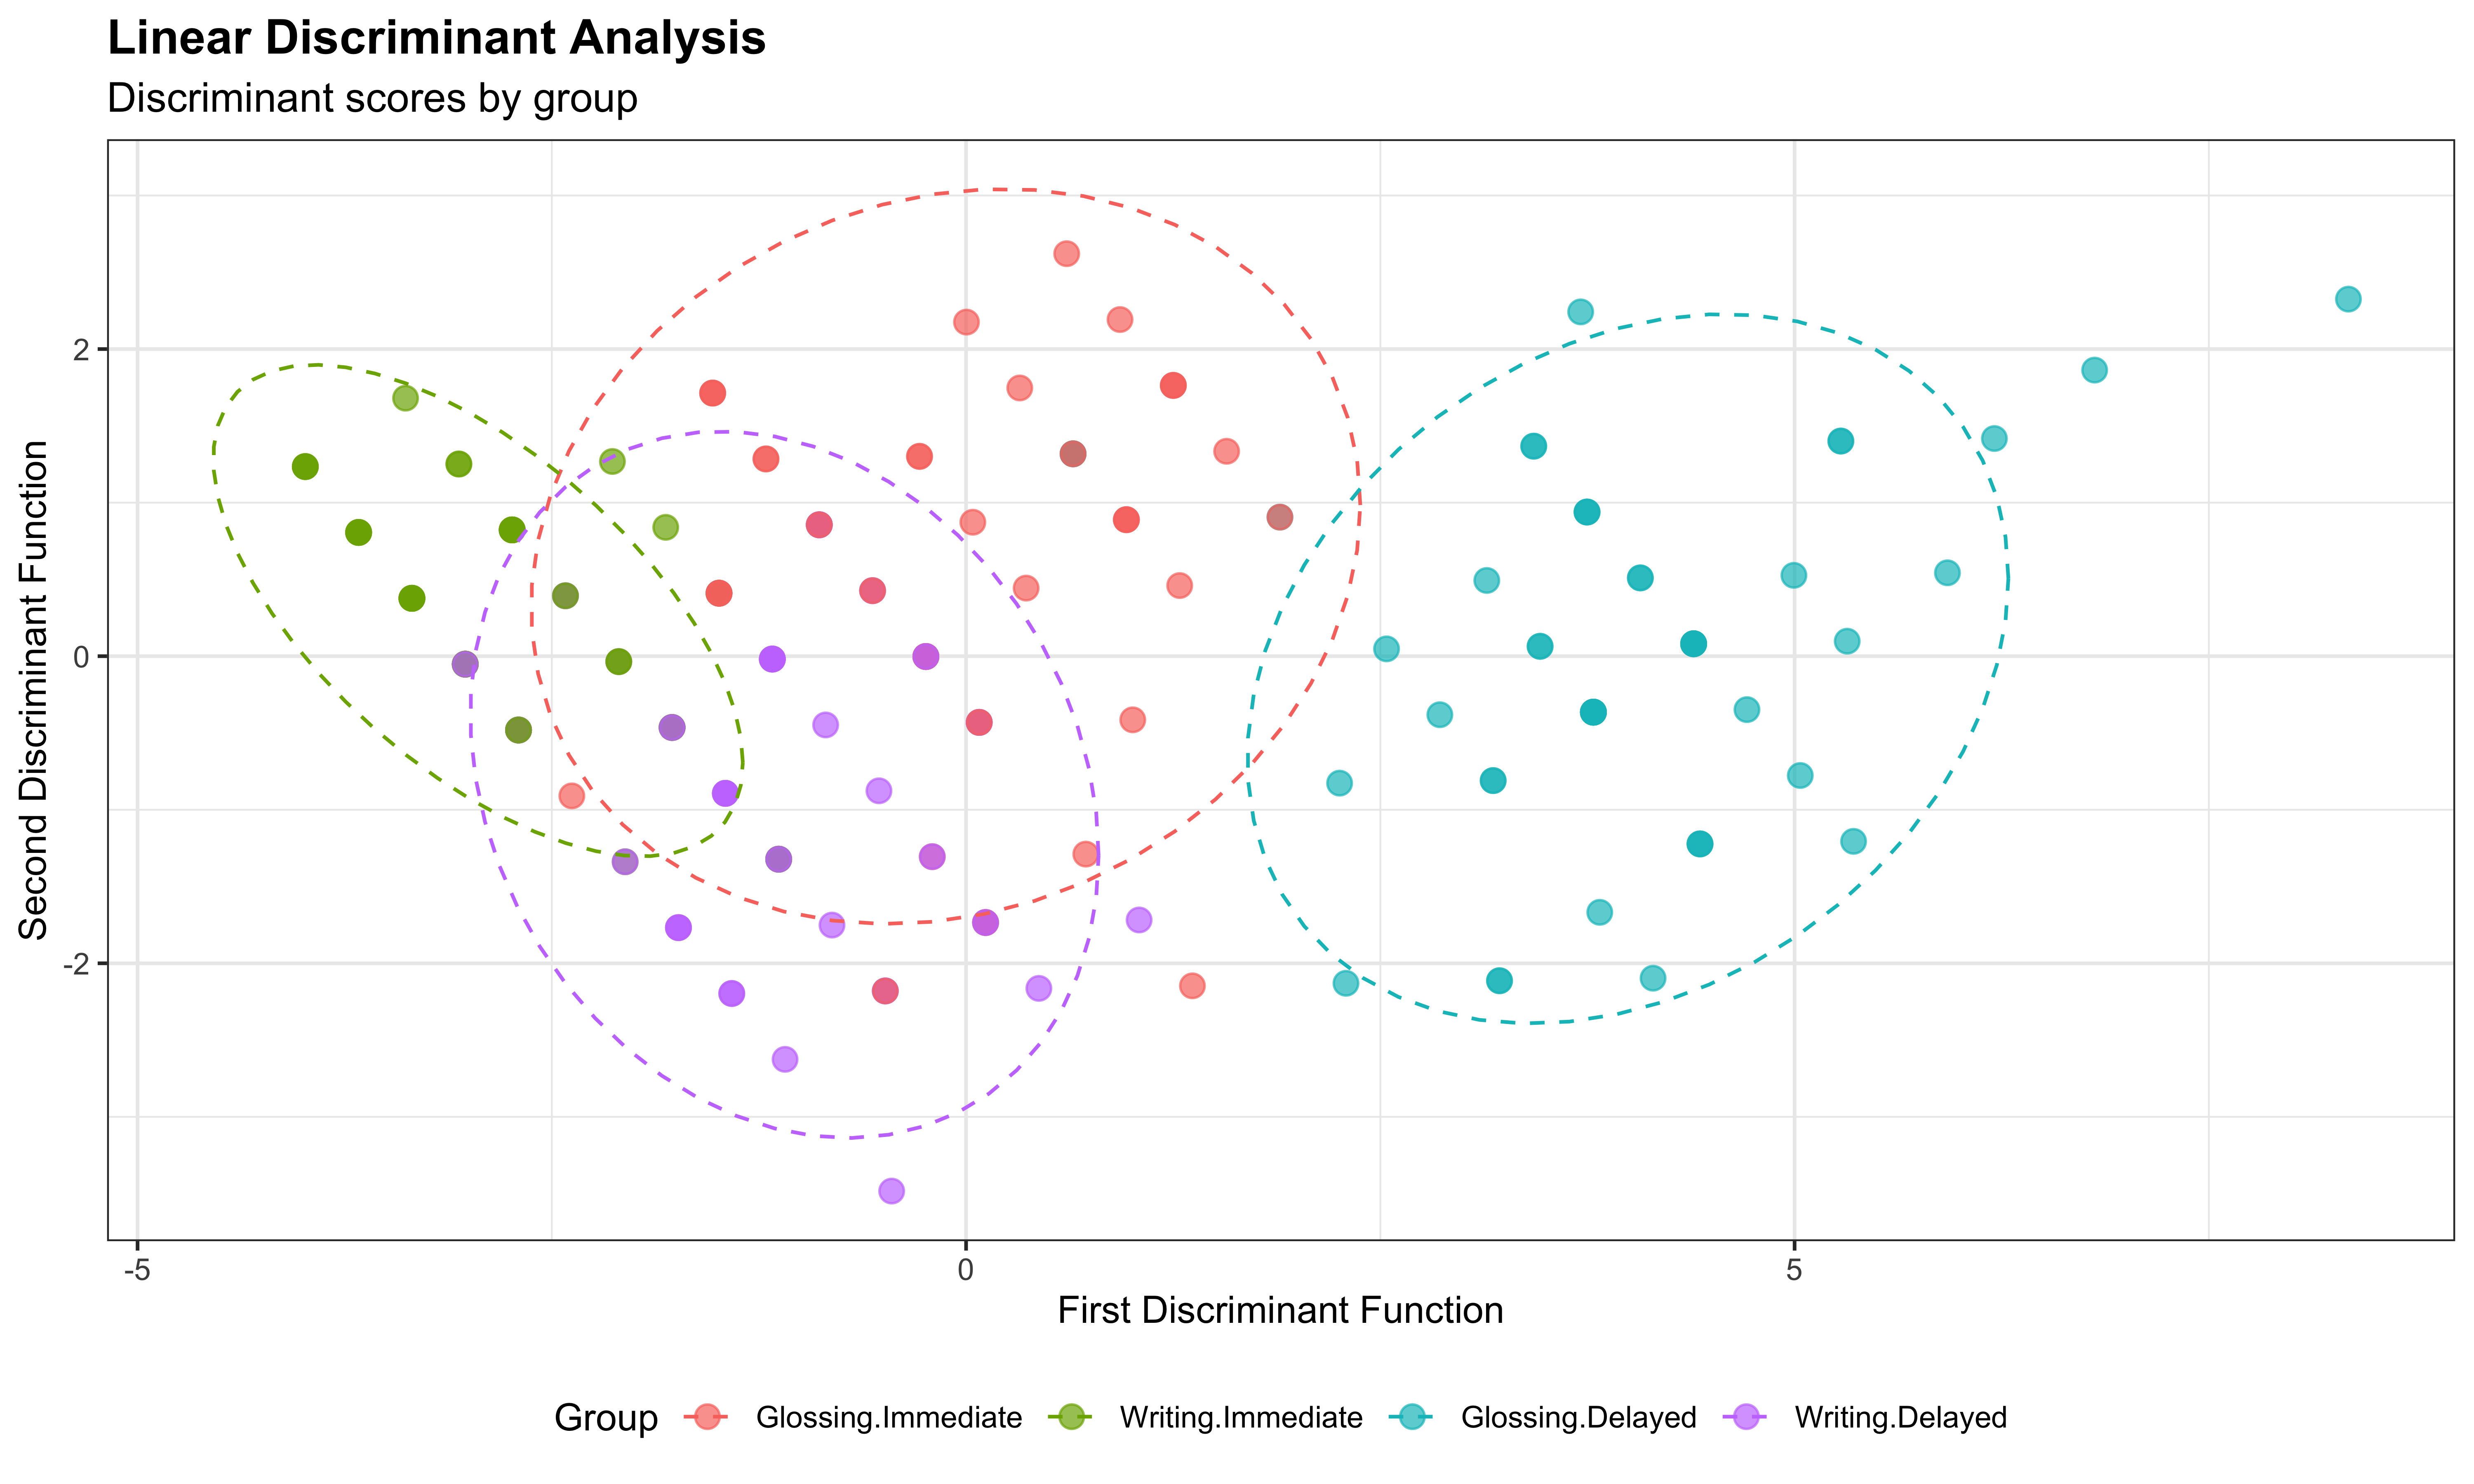 Linear Discriminant Analysis
Discriminant scores by group
Second Discriminant Function
2
0
-2
-5 0 5
First Discriminant Function
Group Glossing.Immediate Writing.Immediate Glossing.Delayed Writing.Delayed